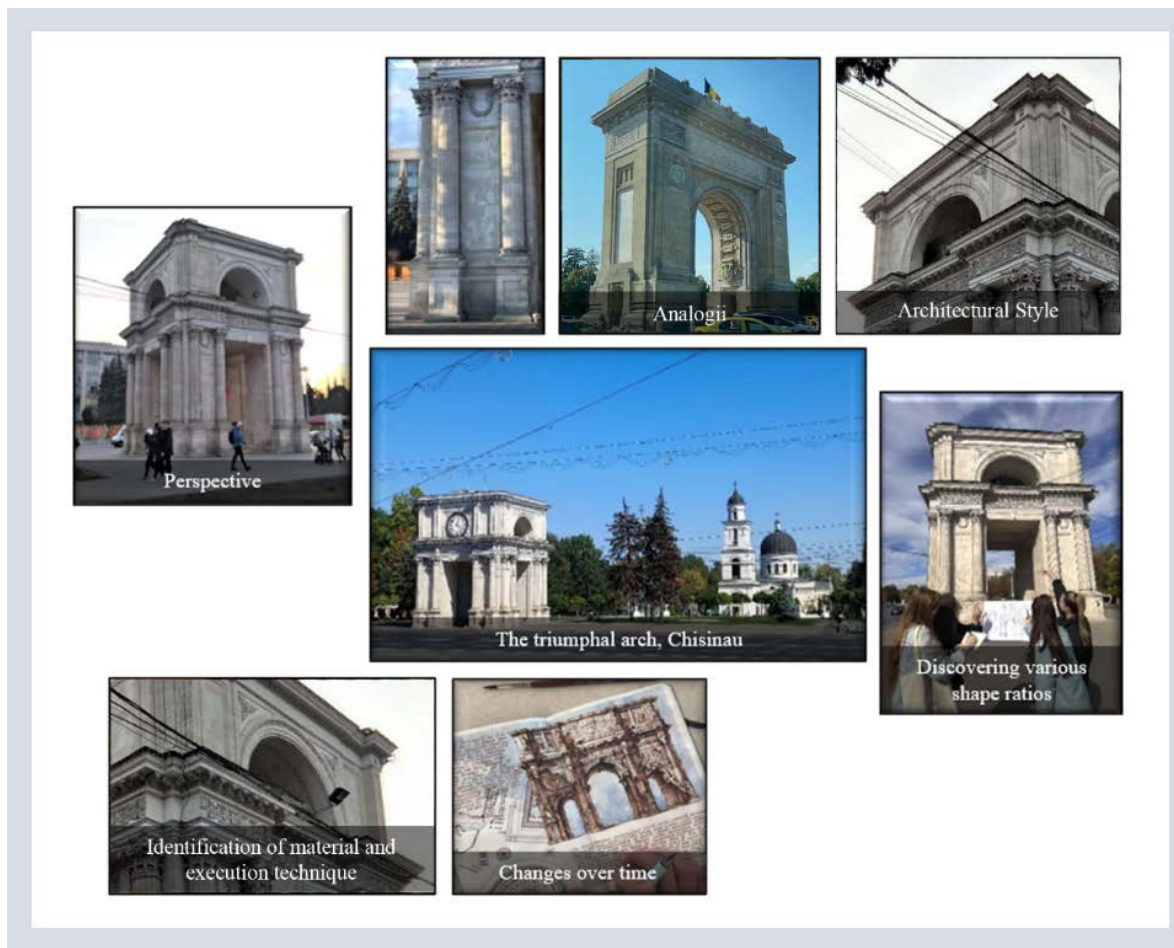 Analogii
Architectural Style
Perspective
The triumphal arch, Chisinau
Discovering various
shape ratios
Identification of material and
execution technique
Changes over time